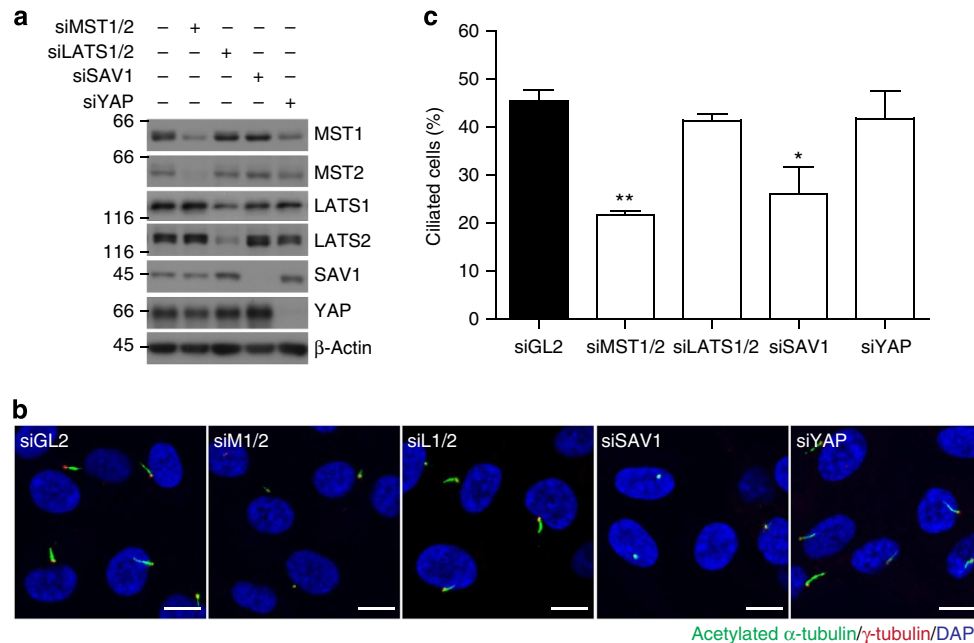 a
siMST1/2 – + – – –
siLATS1/2 – – + – –
siSAV1 – – – + –
siYAP – – – – +
66 MST1
66 MST2
LATS1
116
LATS2
116
45 SAV1
66 YAP
45 β-Actin
c
Ciliated cells (%)
60
50
40
30
20
10
0
**
*
siGL2 siMST1/2 siLATS1/2 siSAV1 siYAP
b
siGL2 siM1/2 siL1/2 siSAV1 siYAP
Acetylated α-tubulin/γ-tubulin/DAP